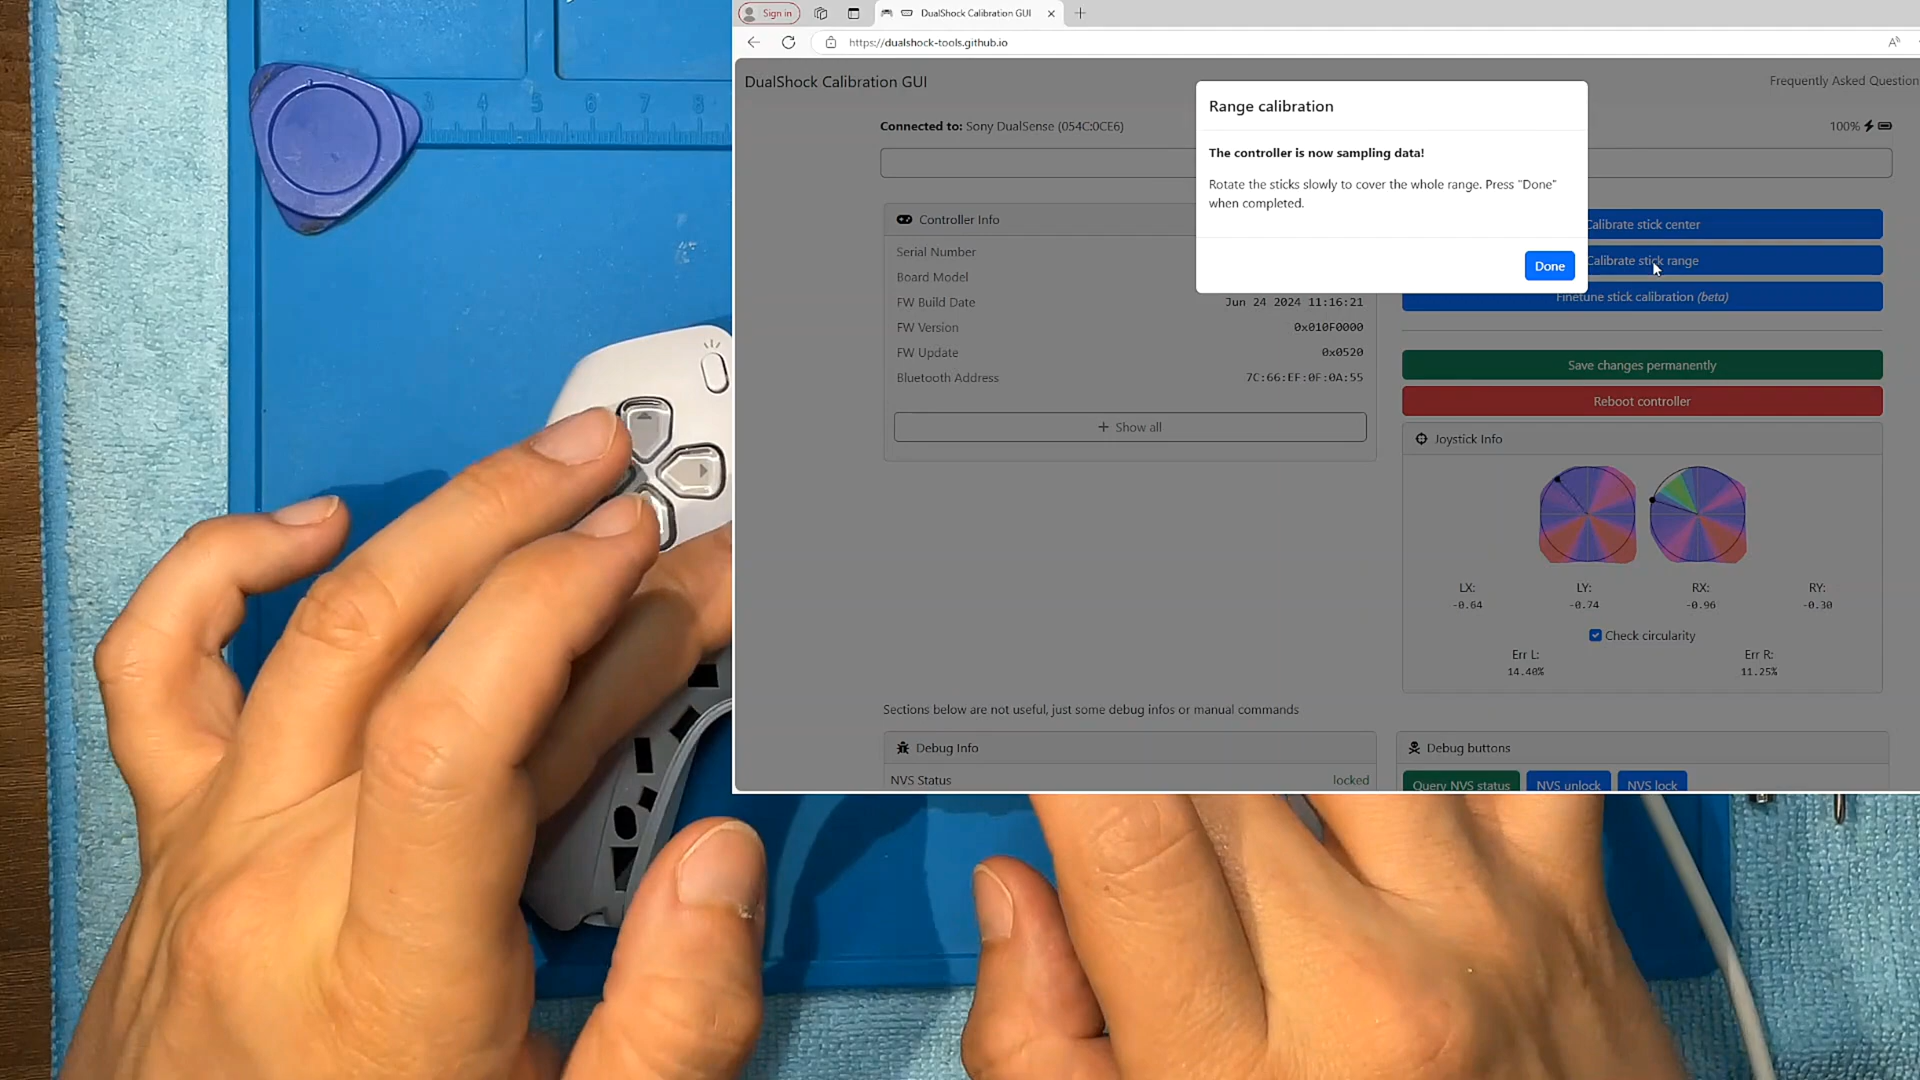 3 4 5 6 7 8
Sign in
DualShock Calibration GUI
https://dualshock-tools.github.io
DualShock Calibration GUI
Frequently Asked Question
Connected to: Sony DualSense (054C:0CE6)
100%
Range calibration
The controller is now sampling data!
Rotate the sticks slowly to cover the whole range. Press "Done"
when completed.
Done
Controller Info
Serial Number
Board Model
FW Build Date Jun 24 2024 11:16:21
FW Version 0x010F0000
FW Update 0x0520
Bluetooth Address 7C:66:EF:0F:0A:55
+ Show all
Calibrate stick center
Calibrate stick range
Finetune stick calibration (beta)
Save changes permanently
Reboot controller
Joystick Info
LX: LY: RX: RY:
-0.64 -0.74 -0.96 -0.30
Check circularity
Err L: Err R:
14.40% 11.25%
Sections below are not useful, just some debug infos or manual commands
Debug Info
NVS Status locked
Debug buttons
Query NVS status NVS unlock NVS lock